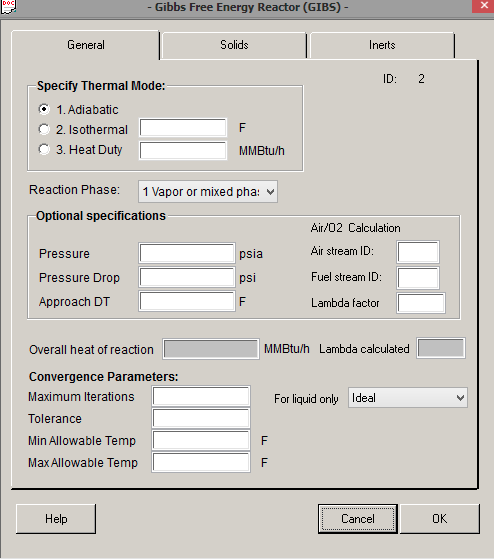 - Gibbs Free Energy Reactor (GIBS) -
General
Solids
Inerts
Specify Thermal Mode:
ID: 2
1. Adiabatic
2. Isothermal F
3. Heat Duty MMBtu/h
Reaction Phase: 1 Vapor or mixed phas
Optional specifications
Air/O2 Calculation
Pressure psia Air stream ID:
Pressure Drop psi Fuel stream ID:
Approach DT F Lambda factor
Overall heat of reaction MMBtu/h Lambda calculated
Convergence Parameters:
Maximum Iterations For liquid only Ideal
Tolerance
Min Allowable Temp F
Max Allowable Temp F
Help Cancel OK